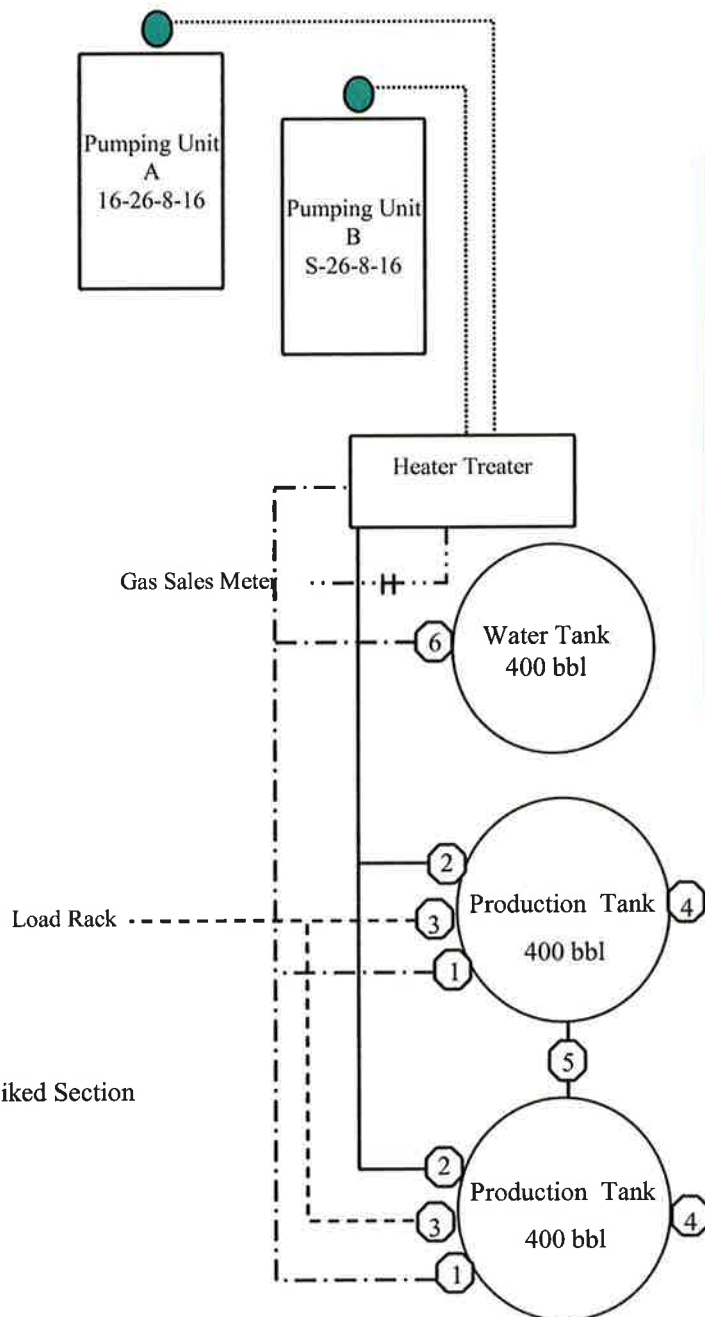 Pumping Unit
A
16-26-8-16
Pumping Unit
B
S-26-8-16
Heater Treater
Gas Sales Meter
6
Water Tank
400 bbl
2
Production Tank
4
Load Rack
3
400 bbl
1
5
iked Section
2
Production Tank
4
3
400 bbl
1